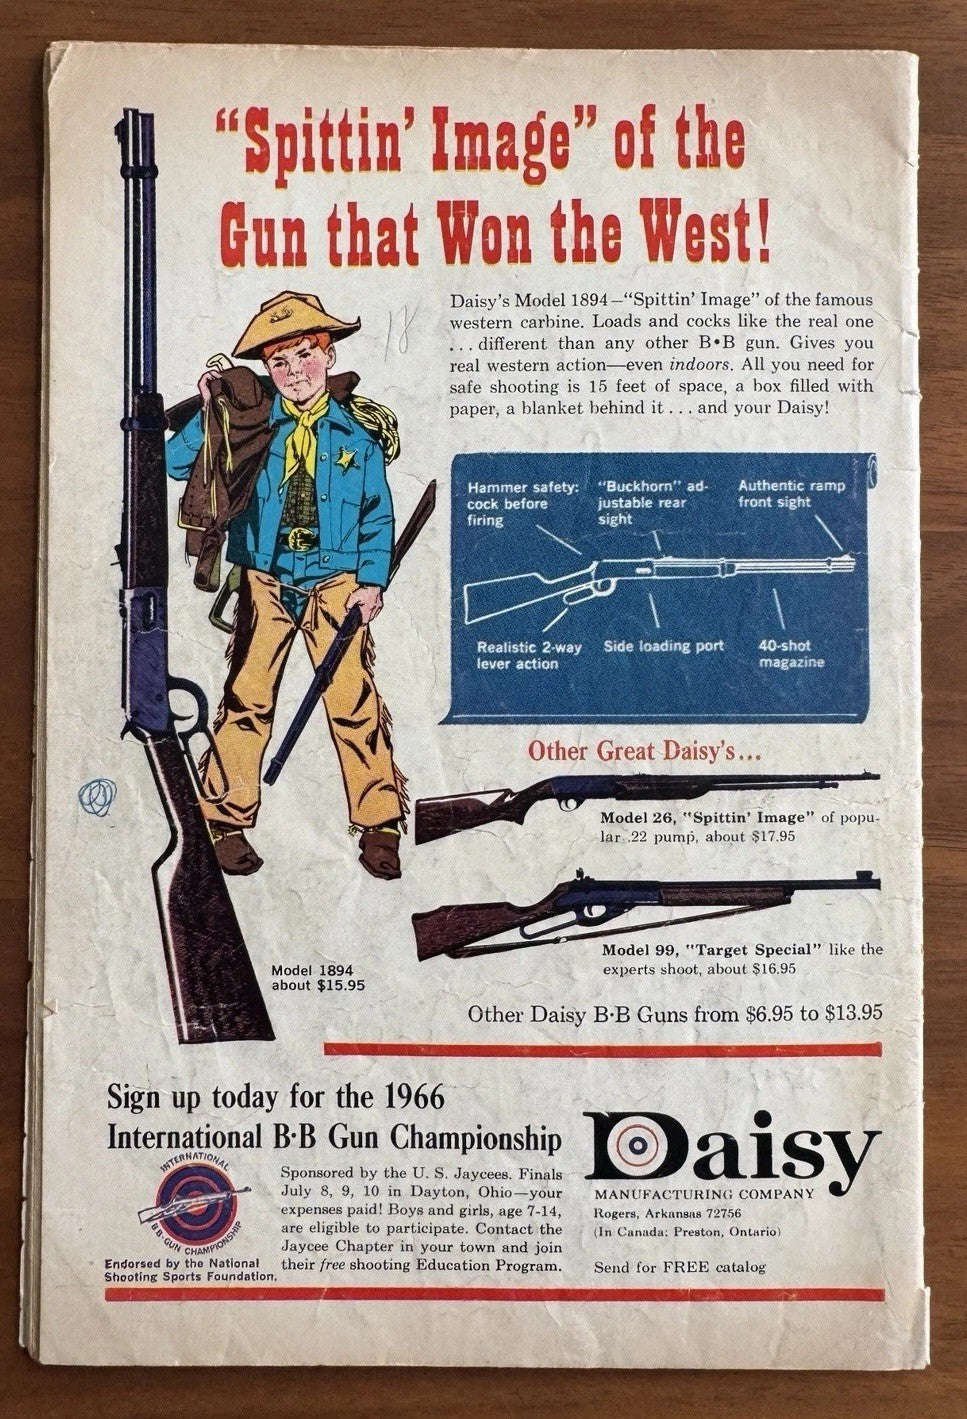 “Spittin’ Image” of the
Gun that Won the West!
18
Daisy's Model 1894—“Spittin’ Image” of the famous
western carbine. Loads and cocks like the real one
... different than any other B•B gun. Gives you
real western action—even indoors. All you need for
safe shooting is 15 feet of space, a box filled with
paper, a blanket behind it ... and your Daisy!
Hammer safety:
cock before
firing
“Buckhorn” ad-
justable rear
sight
Authentic ramp
front sight
Realistic 2-way
lever action
Side loading port
40-shot
magazine
Other Great Daisy's...
Model 26, “Spittin’ Image” of popu-
lar .22 pump, about $17.95
Model 99, “Target Special” like the
experts shoot, about $16.95
Model 1894
about $15.95
Other Daisy B·B Guns from $6.95 to $13.95
Sign up today for the 1966
International B·B Gun Championship
INTERNATIONAL
B·B·GUN CHAMPIONSHIP
Endorsed by the National
Shooting Sports Foundation.
Sponsored by the U. S. Jaycees. Finals
July 8, 9, 10 in Dayton, Ohio—your
expenses paid! Boys and girls, age 7-14,
are eligible to participate. Contact the
Jaycee Chapter in your town and join
their free shooting Education Program.
Daisy
MANUFACTURING COMPANY
Rogers, Arkansas 72756
(In Canada: Preston, Ontario)
Send for FREE catalog